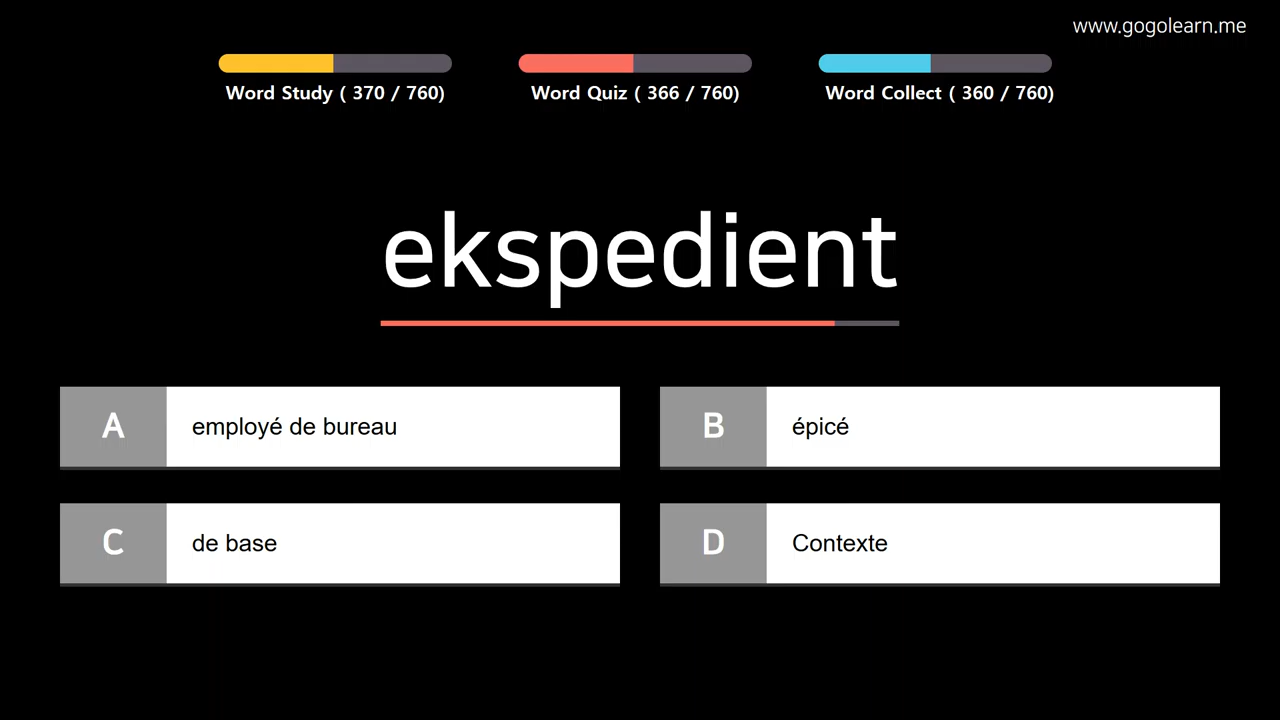 www.gogolearn.me
Word Study ( 370 / 760)
Word Quiz ( 366 / 760)
Word Collect ( 360 / 760)
ekspedient
A employé de bureau
B épicé
C de base
D Contexte